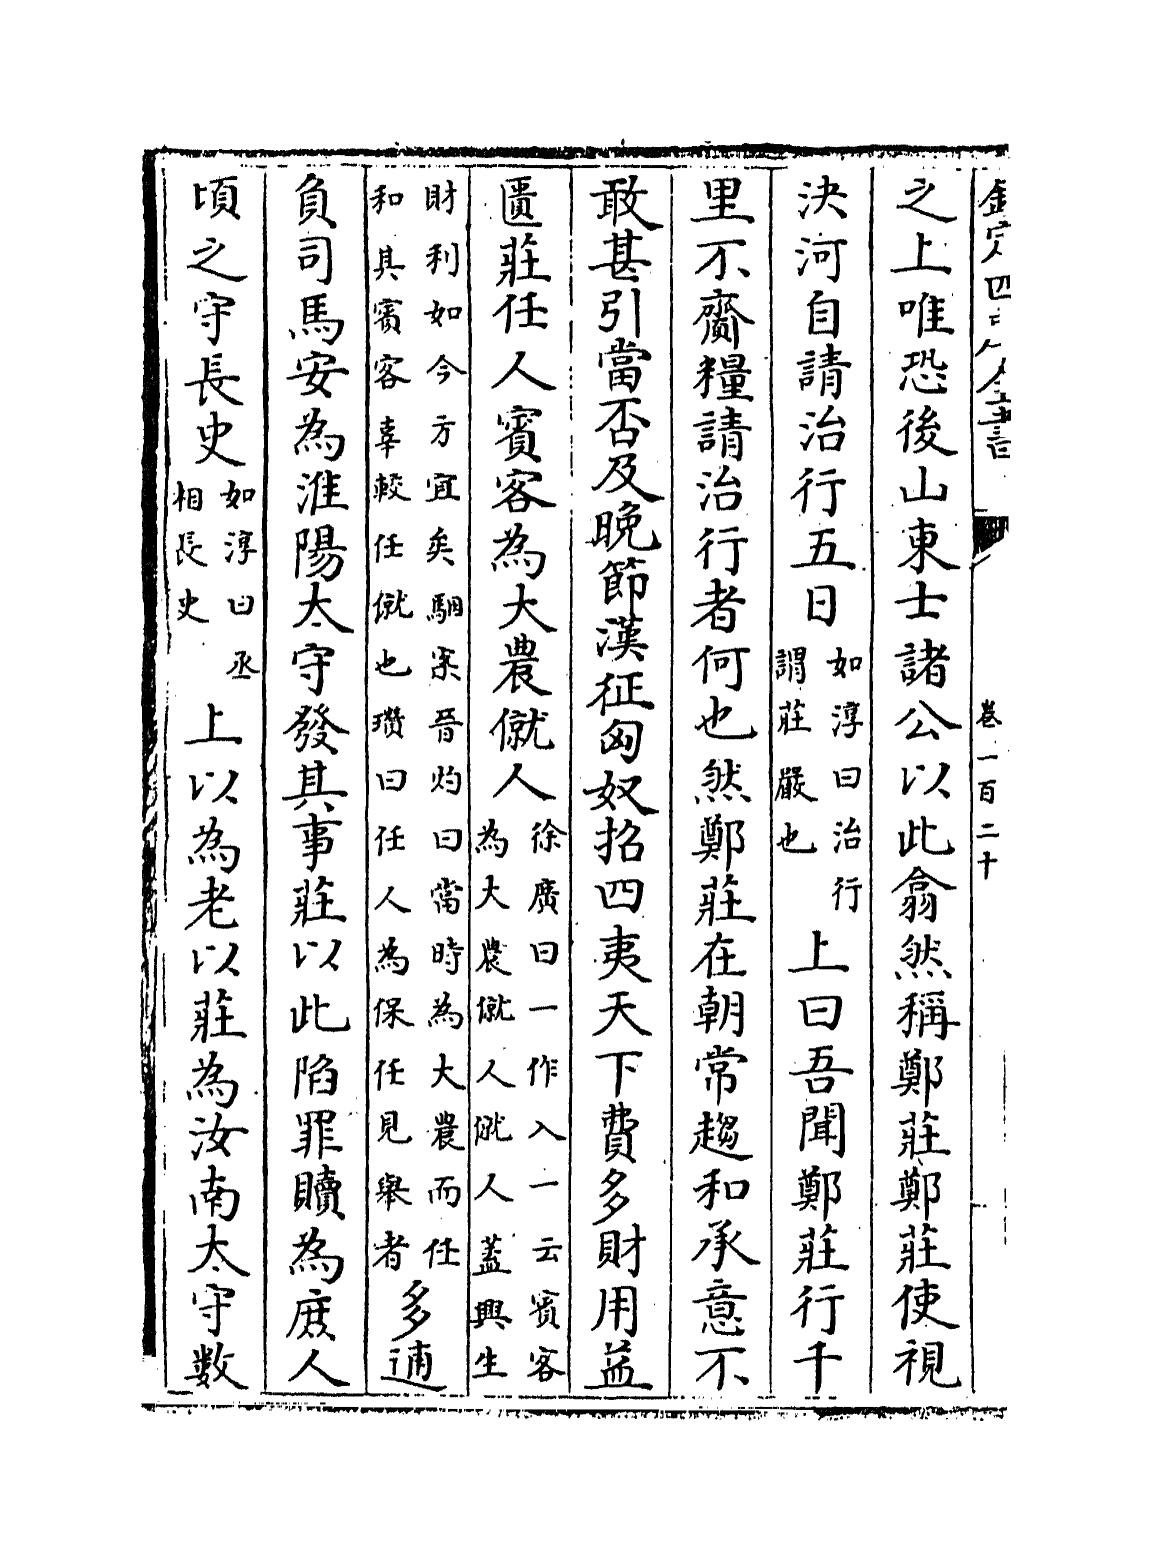 欽定四庫全書 卷一百二十
之上唯恐後山東士諸公以此翕然稱鄭莊鄭莊使視
決河自請治行五日如淳曰治行謂莊嚴也上曰吾聞鄭莊行千
里不齎糧請治行者何也然鄭莊在朝常趨和承意不
敢甚引當否及晚節漢征匈奴招四夷天下費多財用益
匱莊任人賓客為大農僦人徐廣曰一作入一云賓客為大農僦人僦人蓋興生
財利如今方宜矣駰案晉灼曰當時為大農而任和其賓客辜較任僦也瓚曰任人為保任見舉者多逋
負司馬安為淮陽太守發其事莊以此陷罪贖為庶人
頃之守長史如淳曰丞相長史上以為老以莊為汝南太守數